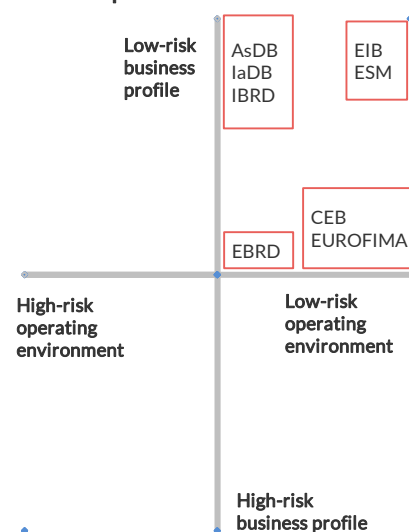 Low-risk
business
profile
AsDB
IaDB
IBRD
EIB
ESM
CEB
EUROFIMA
EBRD
High-risk
operating
environment
Low-risk
operating
environment
High-risk
business profile